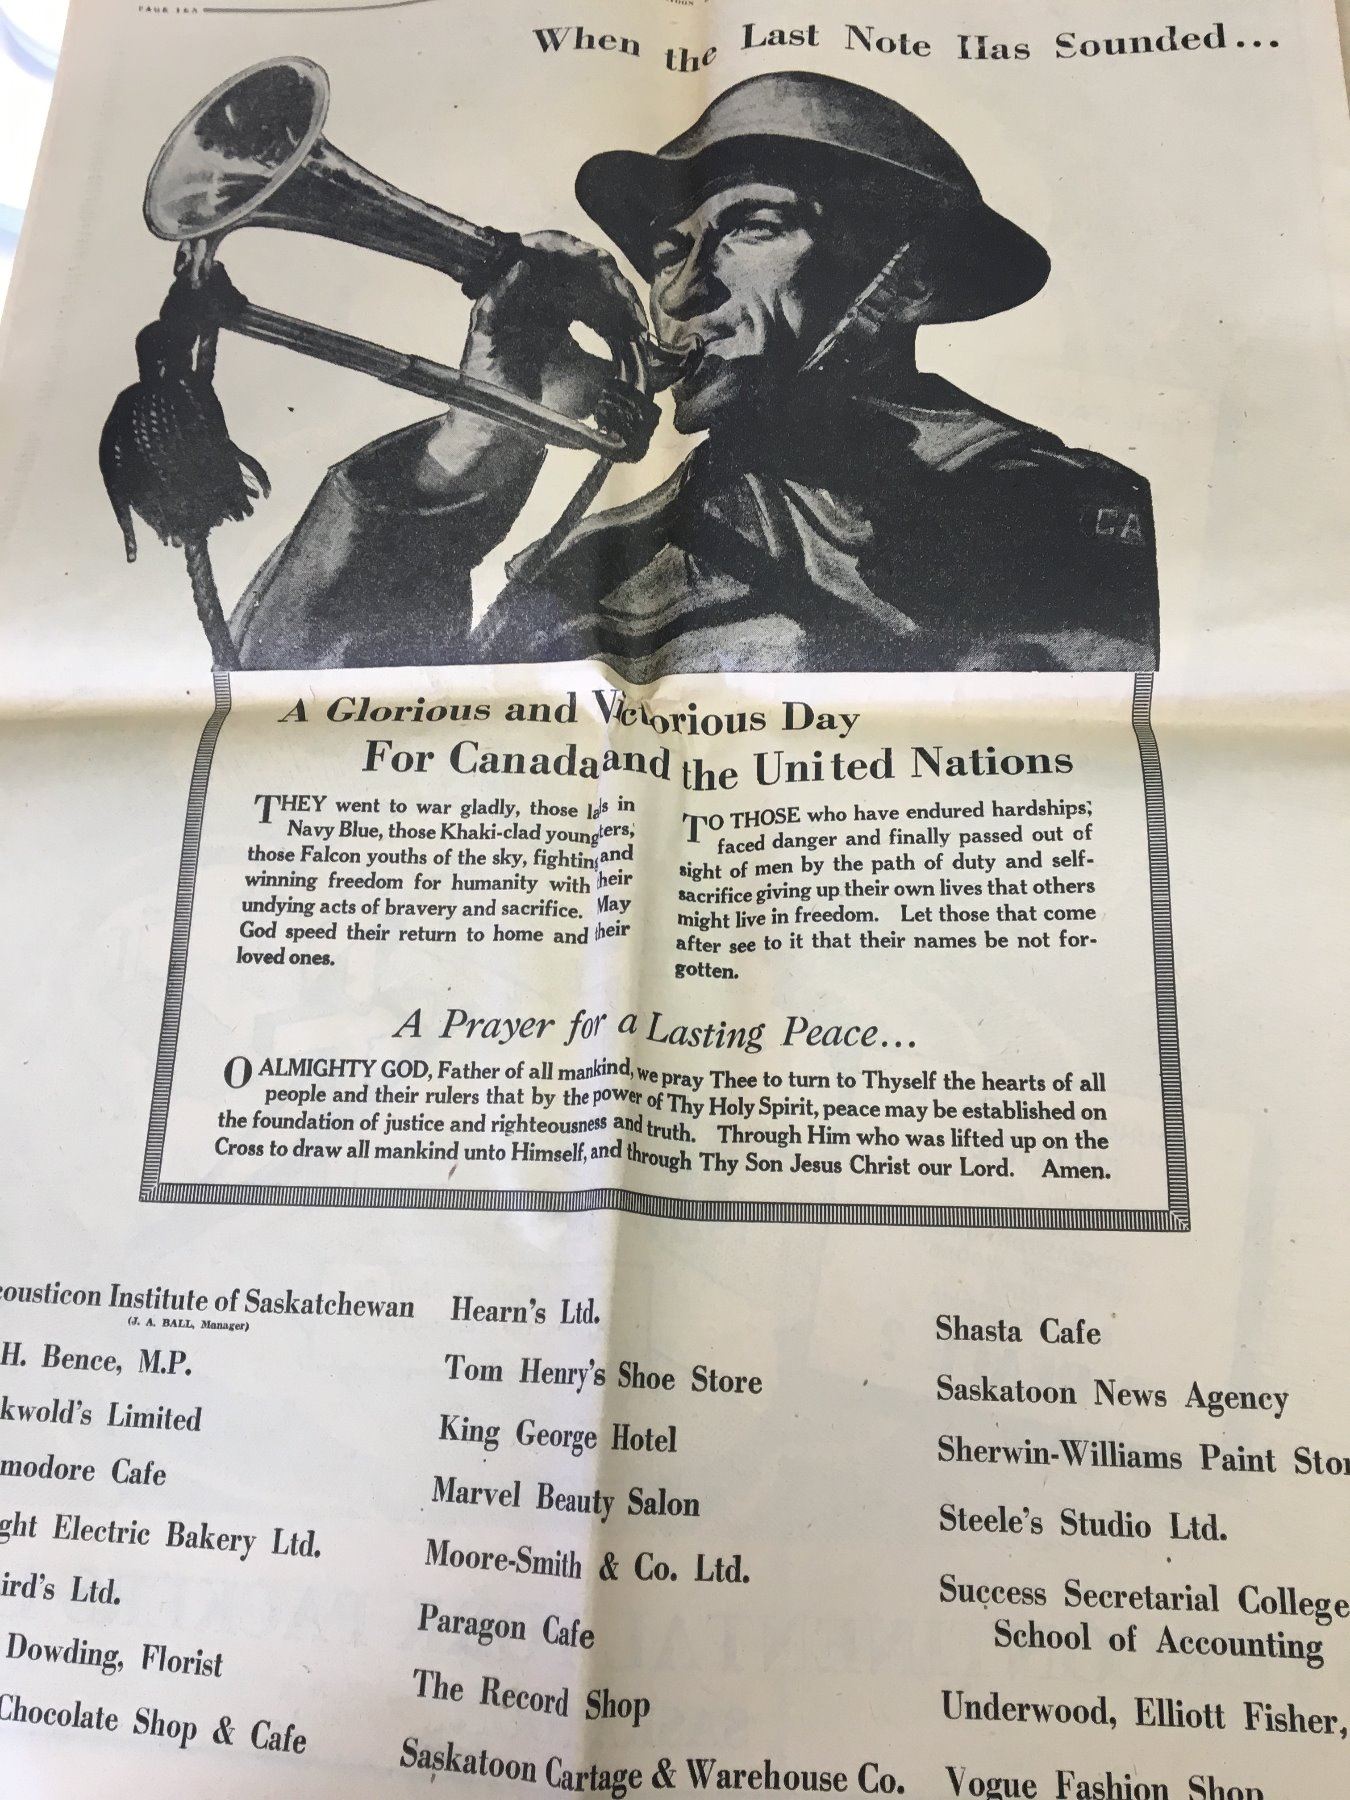 PAGE 16A
When the Last Note Has Sounded...
CA
A Glorious and Victorious Day
For Canada and the United Nations
THEY went to war gladly, those lads in
Navy Blue, those Khaki-clad youngters,
those Falcon youths of the sky, fighting and
winning freedom for humanity with their
undying acts of bravery and sacrifice. May
God speed their return to home and their
loved ones.
TO THOSE who have endured hardships,
faced danger and finally passed out of
sight of men by the path of duty and self-
sacrifice giving up their own lives that others
might live in freedom. Let those that come
after see to it that their names be not for-
gotten.
A Prayer for a Lasting Peace...
O ALMIGHTY GOD, Father of all mankind, we pray Thee to turn to Thyself the hearts of all
people and their rulers that by the power of Thy Holy Spirit, peace may be established on
the foundation of justice and righteousness and truth. Through Him who was lifted up on the
Cross to draw all mankind unto Himself, and through Thy Son Jesus Christ our Lord. Amen.
cousticon Institute of Saskatchewan
(J. A. BALL, Manager)
H. Bence, M.P.
kwold's Limited
modore Cafe
ght Electric Bakery Ltd.
ird's Ltd.
Dowding, Florist
Chocolate Shop & Cafe
Hearn's Ltd.
Tom Henry's Shoe Store
King George Hotel
Marvel Beauty Salon
Moore-Smith & Co. Ltd.
Paragon Cafe
The Record Shop
Saskatoon Cartage & Warehouse Co.
Shasta Cafe
Saskatoon News Agency
Sherwin-Williams Paint Stor
Steele's Studio Ltd.
Success Secretarial College
School of Accounting
Underwood, Elliott Fisher,
Vogue Fashion Shop